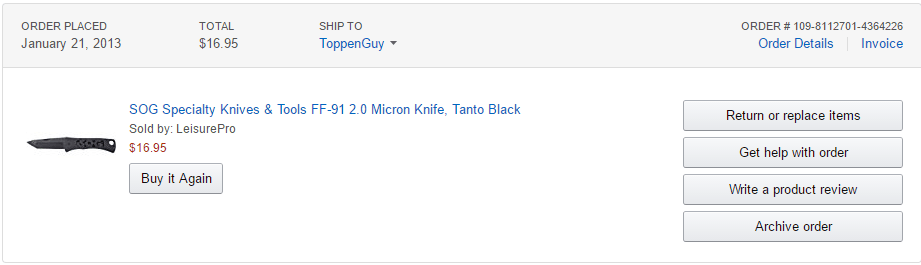 ORDER PLACED
January 21, 2013
TOTAL
$16.95
SHIP TO
ToppenGuy
ORDER # 109-8112701-4364226
Order Details
Invoice
SOG Specialty Knives & Tools FF-91 2.0 Micron Knife, Tanto Black
Sold by: LeisurePro
$16.95
Buy it Again
Return or replace items
Get help with order
Write a product review
Archive order